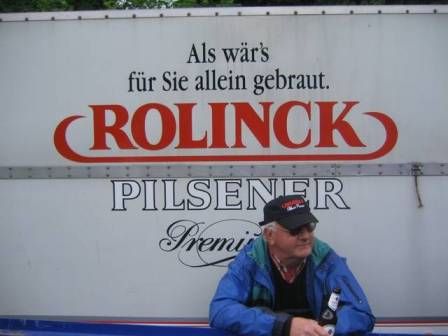 Als wär's
für Sie allein gebraut.
ROLINCK
PILSENER